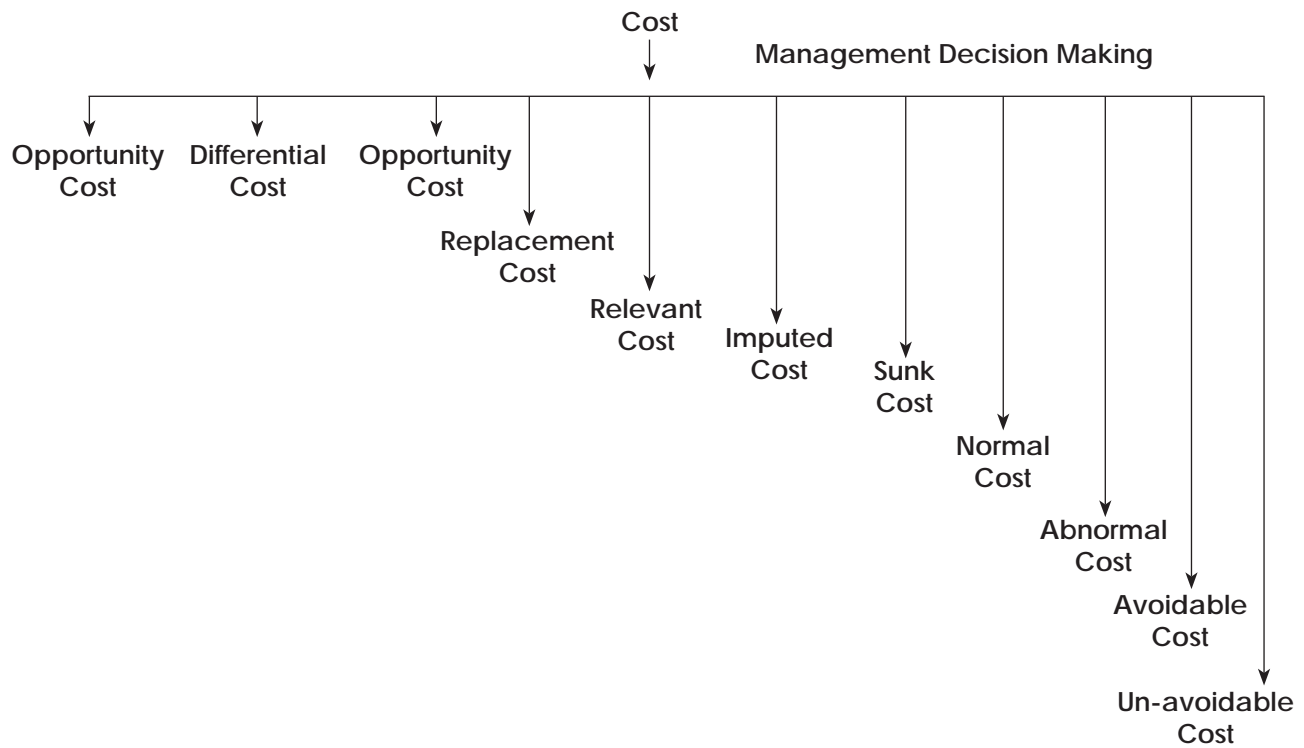 Cost
Management Decision Making
Opportunity
Cost
Differential
Cost
Opportunity
Cost
Replacement
Cost
Relevant
Cost
Imputed
Cost
Sunk
Cost
Normal
Cost
Abnormal
Cost
Avoidable
Cost
Un-avoidable
Cost